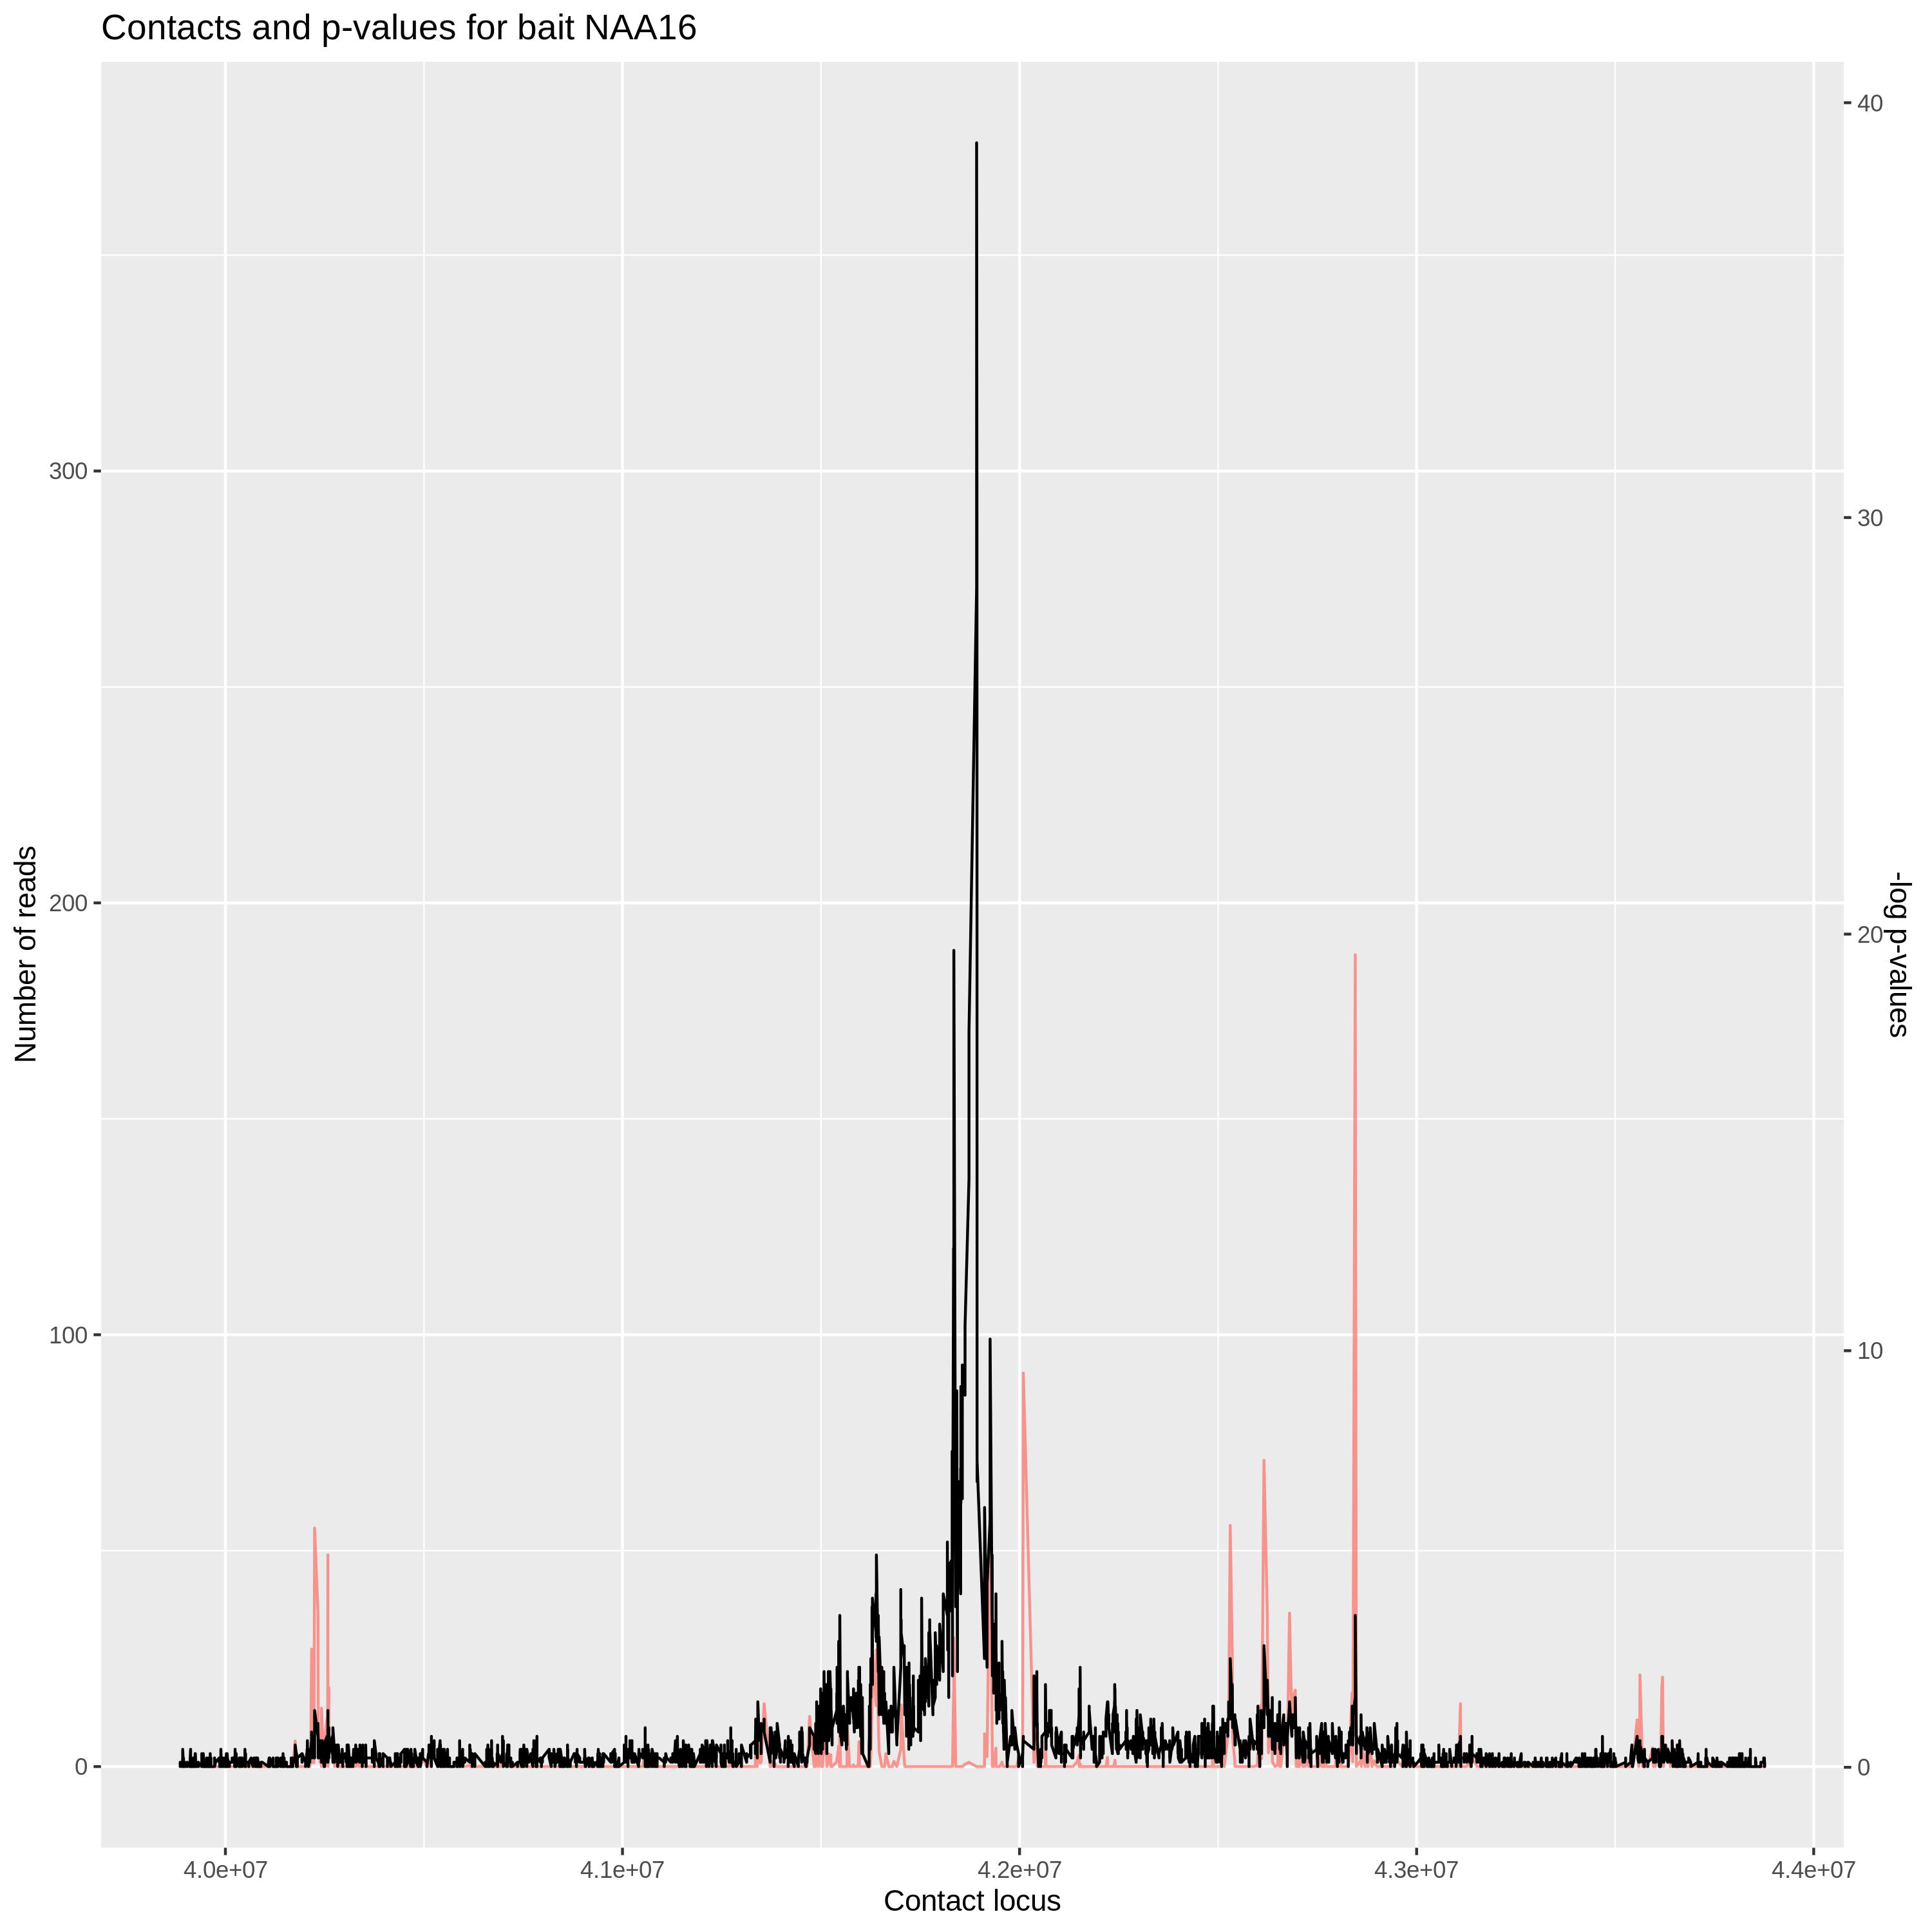 Contacts and p-values for bait NAA16
Number of reads
300
200
100
0
40
30
20
10
0
-log p-values
4.0e+07
4.1e+07
4.2e+07
4.3e+07
4.4e+07
Contact locus